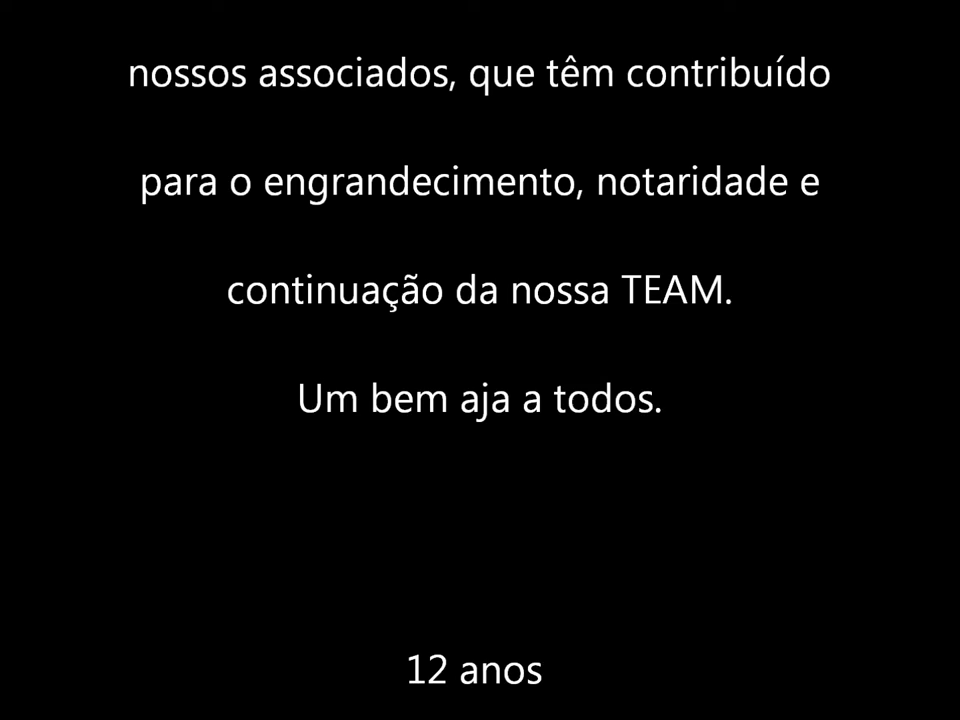 nossos associados, que têm contribuído
para o engrandecimento, notaridade e
continuação da nossa TEAM.
Um bem aja a todos.
12 anos